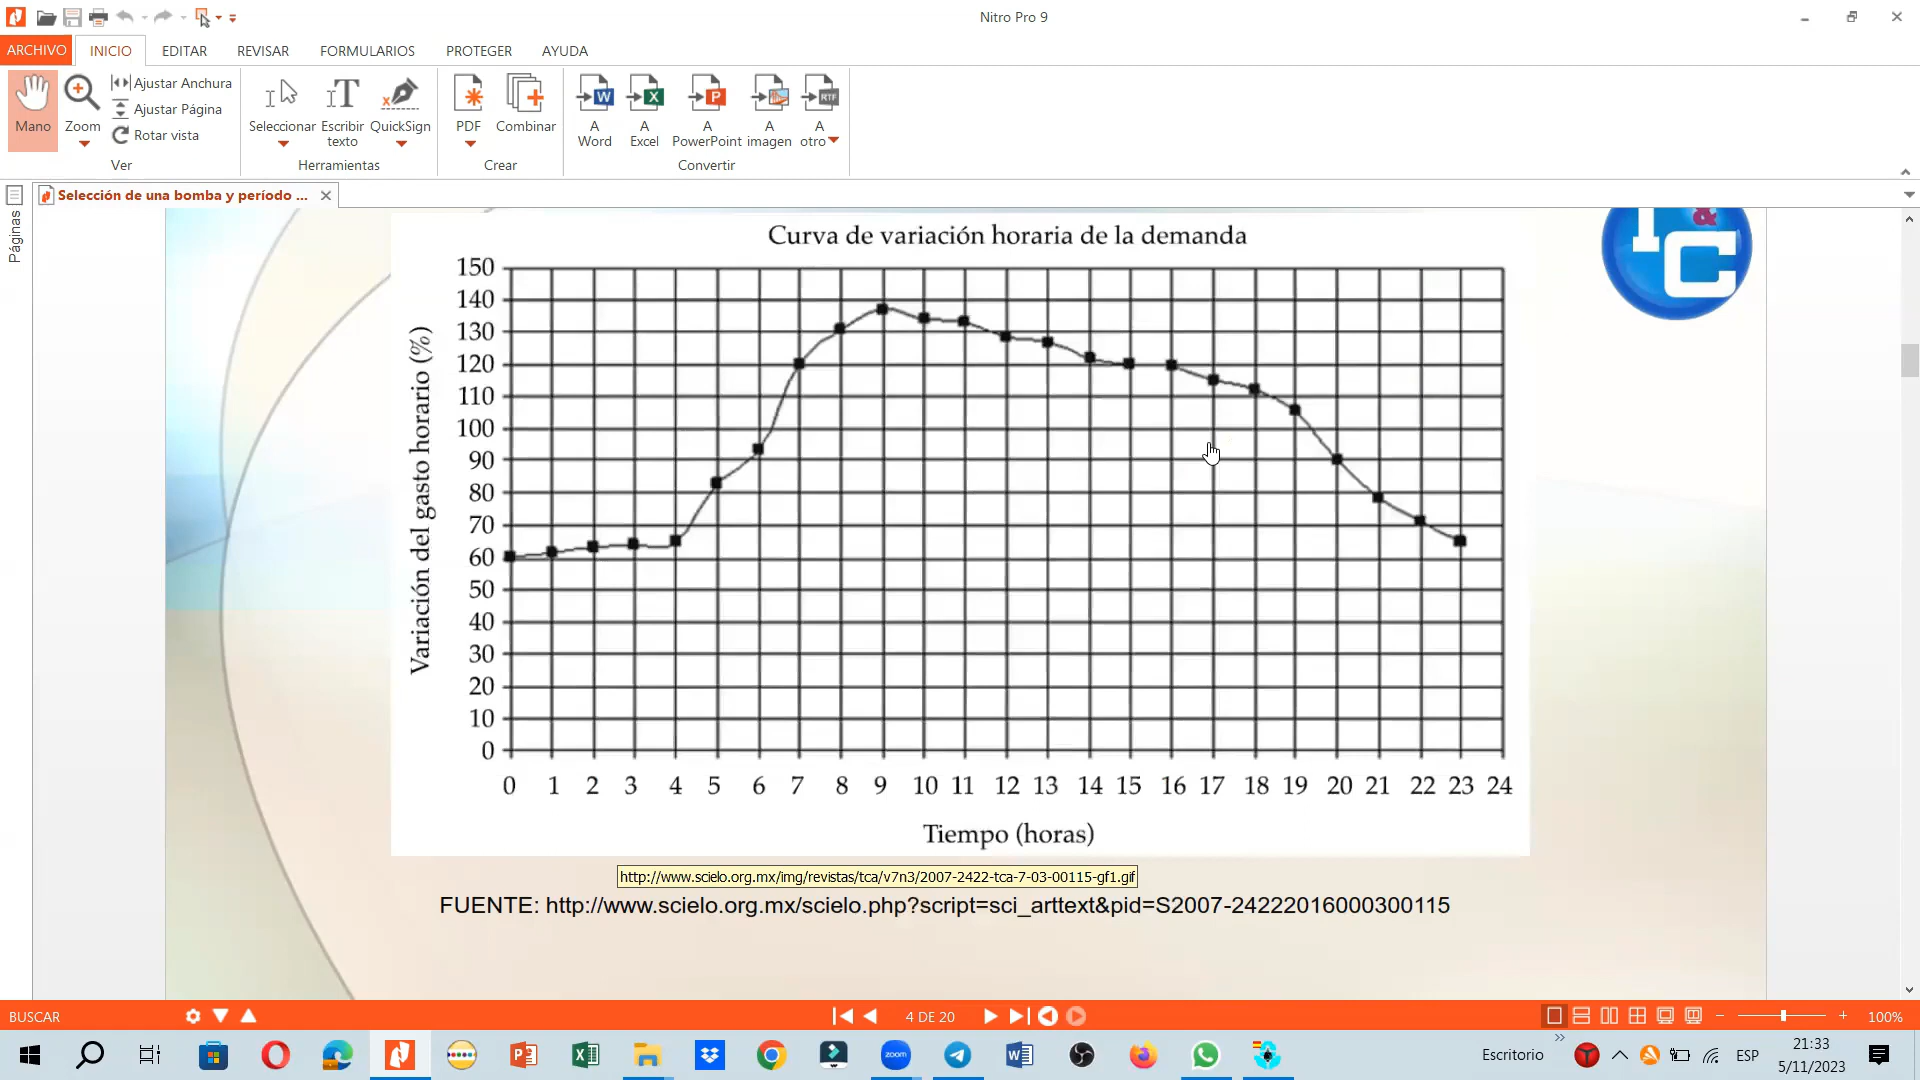 Nitro Pro 9
ARCHIVO INICIO EDITAR REVISAR FORMULARIOS PROTEGER AYUDA
Mano
Zoom
Ajustar Anchura
Ajustar Página
Rotar vista
Ver
Seleccionar
Escribir texto
QuickSign
Herramientas
PDF
Combinar
Crear
A Word
A Excel
A PowerPoint
A imagen
A otro
Convertir
Páginas
Selección de una bomba y período ...
&
I
C
Curva de variación horaria de la demanda
Variación del gasto horario (%)
150
140
130
120
110
100
90
80
70
60
50
40
30
20
10
0
0 1 2 3 4 5 6 7 8 9 10 11 12 13 14 15 16 17 18 19 20 21 22 23 24
Tiempo (horas)
http://www.scielo.org.mx/img/revistas/tca/v7n3/2007-2422-tca-7-03-00115-gf1.gif
FUENTE: http://www.scielo.org.mx/scielo.php?script=sci_arttext&pid=S2007-24222016000300115
BUSCAR
4 DE 20
100%
zoom
Escritorio
ESP
21:33
5/11/2023